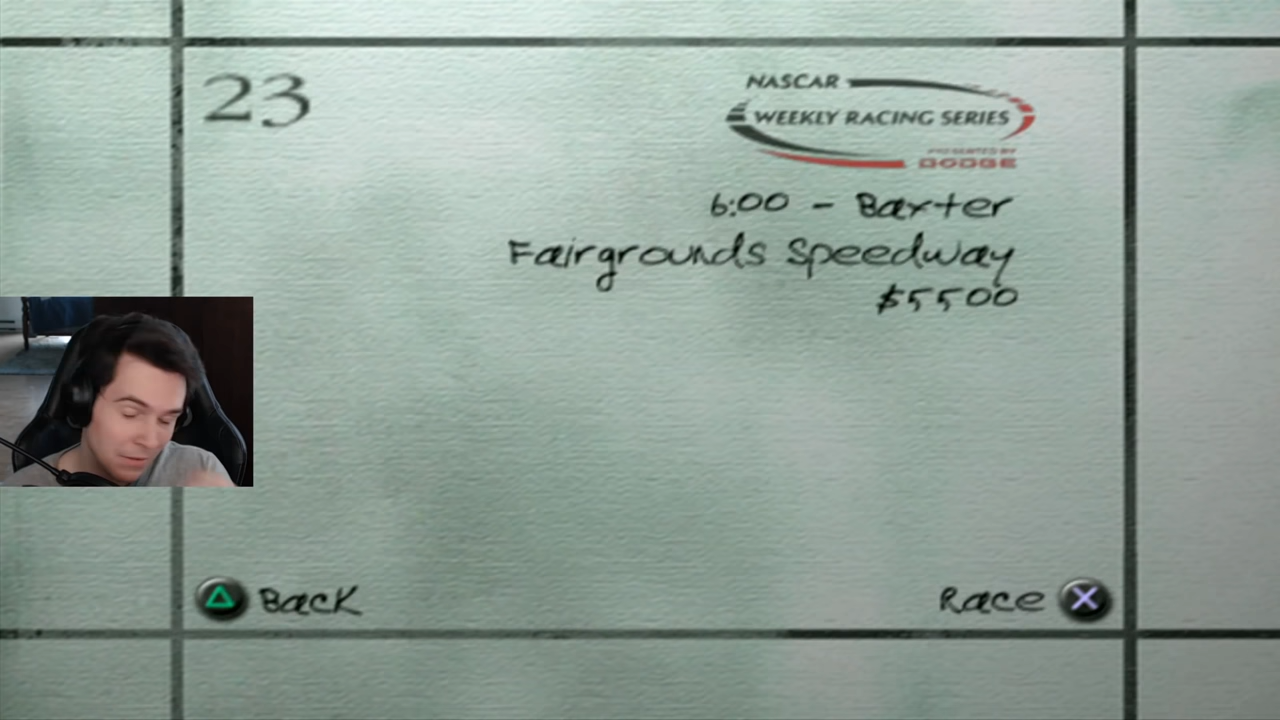 23
NASCAR
WEEKLY RACING SERIES
PRESENTED BY
DODGE
6:00 - Baxter
Fairgrounds Speedway
$5500
Back
Race